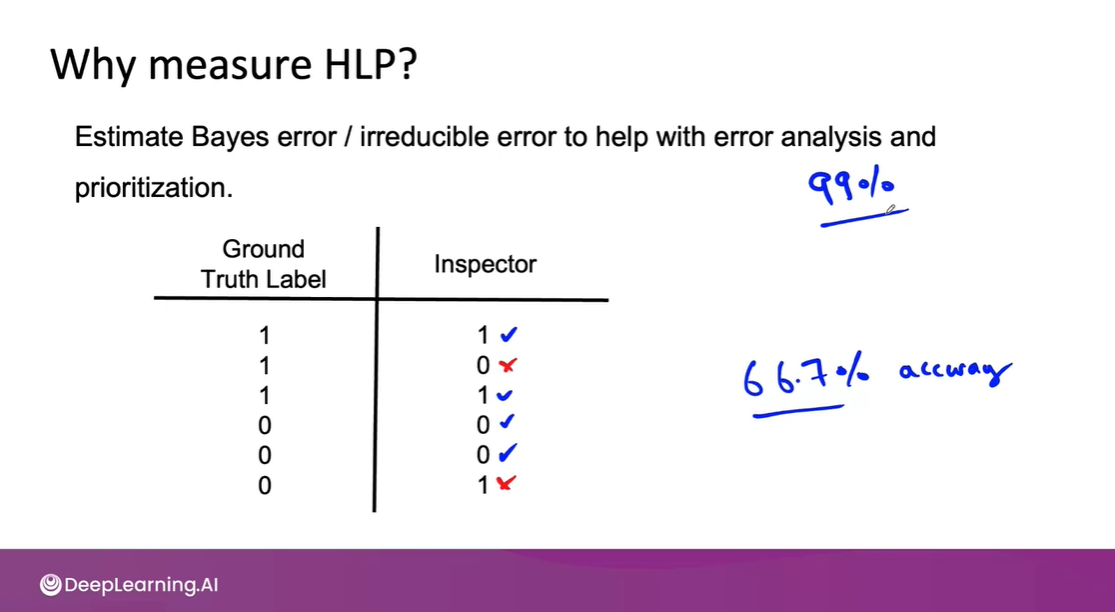 Why measure HLP?
Estimate Bayes error / irreducible error to help with error analysis and
prioritization.
99%
Ground
Truth Label
Inspector
1 1 ✓
1 0 ✗
1 1 ✓
0 0 ✓
0 0 ✓
0 1 ✗
66.7% accuracy
DeepLearning.AI